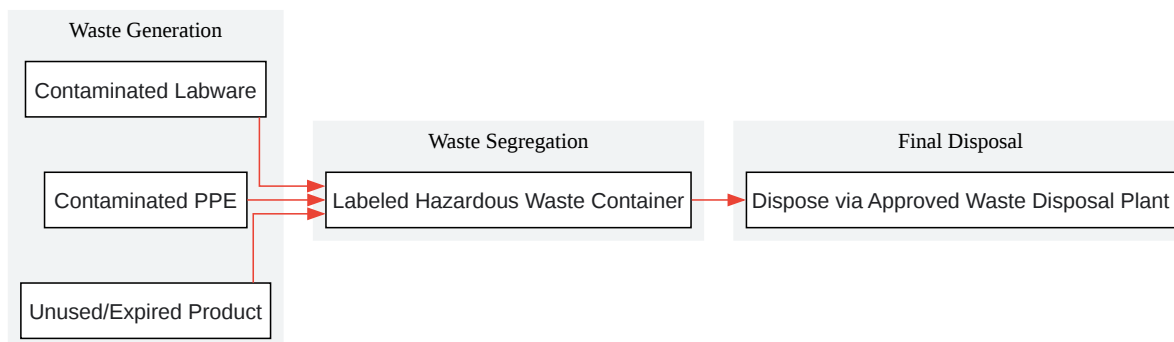 Waste Generation
Contaminated Labware
Contaminated PPE
Unused/Expired Product
Waste Segregation
Labeled Hazardous Waste Container
Final Disposal
Dispose via Approved Waste Disposal Plant